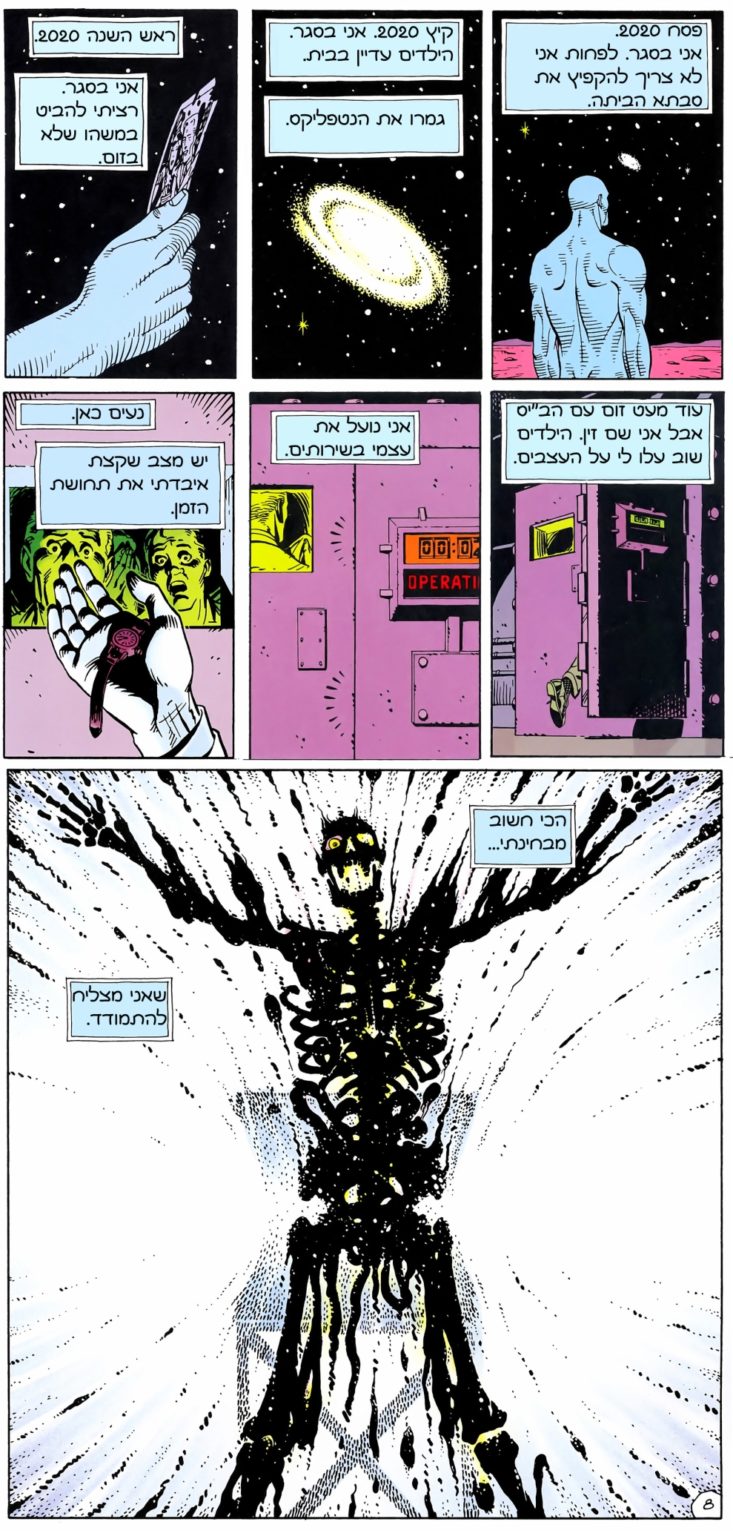 פסח 2020.
אני בסגר. לפחות אני
לא צריך להקפיץ את
סבתא הביתה.
קיץ 2020. אני בסגר.
הילדים עדיין בבית.
גמרו את הנטפליקס.
ראש השנה 2020.
אני בסגר.
רציתי להביט
במשהו שלא
בזום.
עוד מעט זום עם הבי"ס
אבל אני שם זין. הילדים
שוב עלו לי על העצבים.
אני נועל את
עצמי בשירותים.
00:02
OPERATI
נעים כאן.
יש מצב שקצת
איבדתי את תחושת
הזמן.
הכי חשוב
מבחינתי...
שאני מצליח
להתמודד.
8